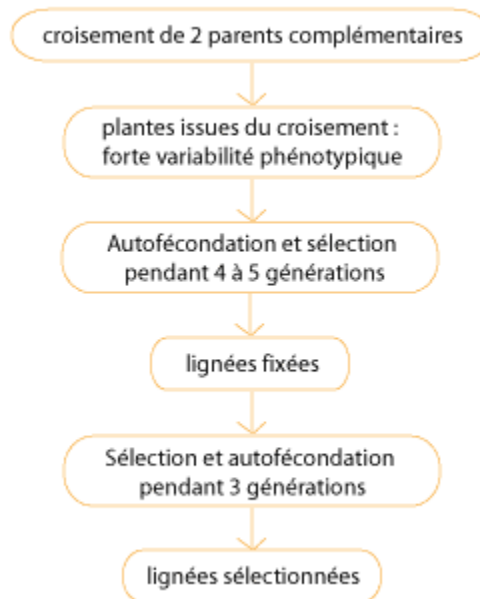 croisement de 2 parents complémentaires
plantes issues du croisement :
forte variabilité phénotypique
Autofécondation et sélection
pendant 4 à 5 générations
lignées fixées
Sélection et autofécondation
pendant 3 générations
lignées sélectionnées